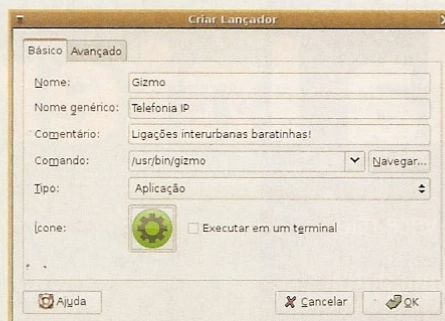 Criar Lançador
Básico Avançado
Nome: Gizmo
Nome genérico: Telefonia IP
Comentário: Ligações interurbanas baratinhas!
Comando: /usr/bin/gizmo Navegar...
Tipo: Aplicação
Ícone: Executar em um terminal
Ajuda Cancelar OK